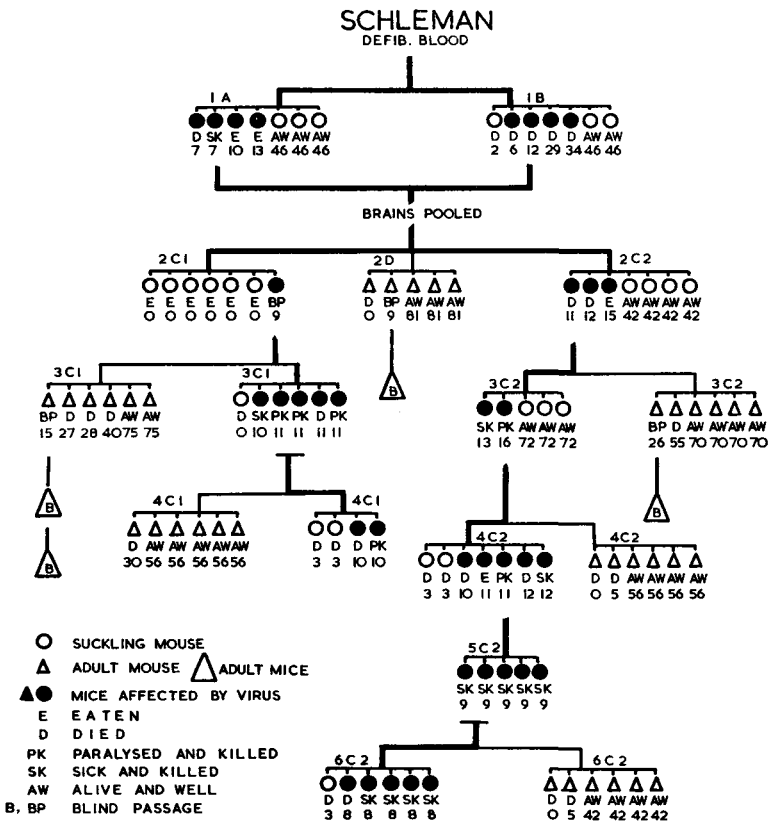 SCHLEMAN
DEFIB. BLOOD
1A 1B
D SK E E AW AW AW D D D D D AW AW
7 7 10 13 46 46 46 2 6 12 29 34 46 46
BRAINS POOLED
2C1 2D 2C2
E E E E E E BP D BP AW AW AW D D E AW AW AW AW
0 0 0 0 0 0 9 0 9 81 81 81 11 12 15 42 42 42 42
B
3C1 3C1 3C2 3C2
BP D D D AW AW D SK PK PK D PK SK PK AW AW AW BP D AW AW AW AW
15 27 28 40 75 75 0 10 11 11 11 11 13 16 72 72 72 26 55 70 70 70 70
B B
4C1 4C1 4C2 4C2
D AW AW AW AW AW D D D PK D D D E PK D SK D D AW AW AW AW
30 56 56 56 56 56 3 3 10 10 3 3 10 11 11 12 12 0 5 56 56 56 56
B
5C2
SK SK SK SK SK
9 9 9 9 9
6C2 6C2
D D SK SK SK SK D D AW AW AW AW
3 8 8 8 8 8 0 5 42 42 42 42
SUCKLING MOUSE
ADULT MOUSE ADULT MICE
MICE AFFECTED BY VIRUS
E EATEN
D DIED
PK PARALYSED AND KILLED
SK SICK AND KILLED
AW ALIVE AND WELL
B, BP BLIND PASSAGE